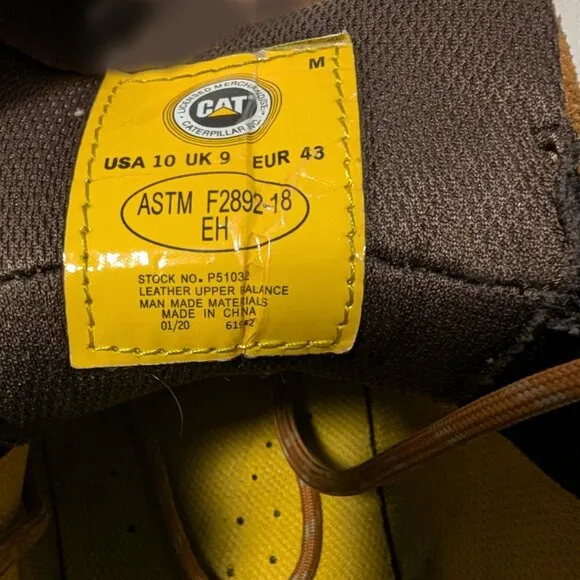 M
LICENSED MERCHANDISE
CAT
CATERPILLAR INC.
USA 10 UK 9 EUR 43
ASTM F2892-18
EH
STOCK NO. P51032
LEATHER UPPER BALANCE
MAN MADE MATERIALS
MADE IN CHINA
01/20